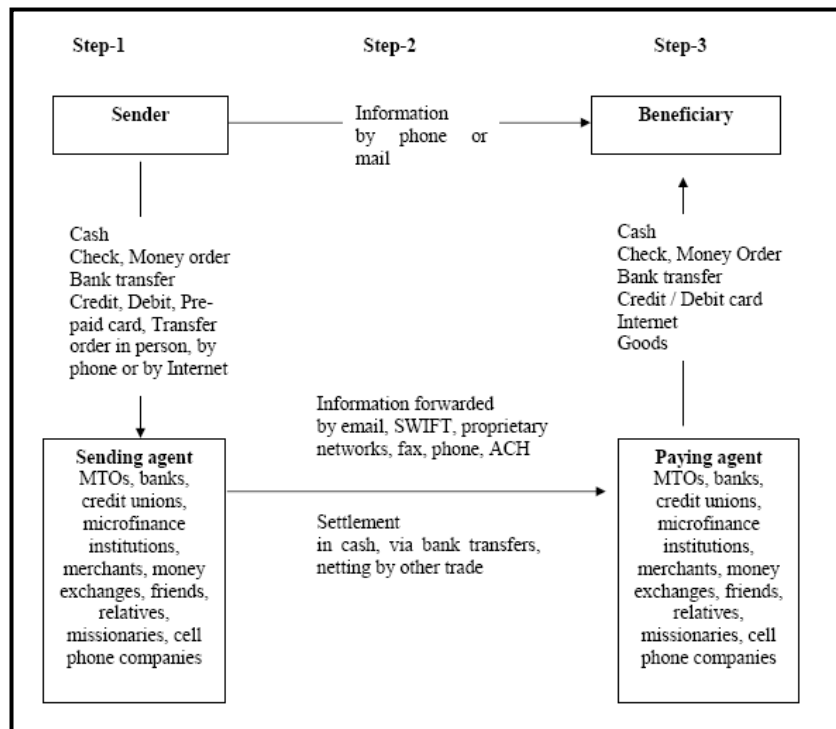 Step-1
Step-2
Step-3
Sender
Information
by phone or
mail
Beneficiary
Cash
Check, Money order
Bank transfer
Credit, Debit, Pre-
paid card, Transfer
order in person, by
phone or by Internet
Cash
Check, Money Order
Bank transfer
Credit / Debit card
Internet
Goods
Information forwarded
by email, SWIFT, proprietary
networks, fax, phone, ACH
Settlement
in cash, via bank transfers,
netting by other trade
Sending agent
MTOs, banks,
credit unions,
microfinance
institutions,
merchants, money
exchanges, friends,
relatives,
missionaries, cell
phone companies
Paying agent
MTOs, banks,
credit unions,
microfinance
institutions,
merchants, money
exchanges, friends,
relatives,
missionaries, cell
phone companies